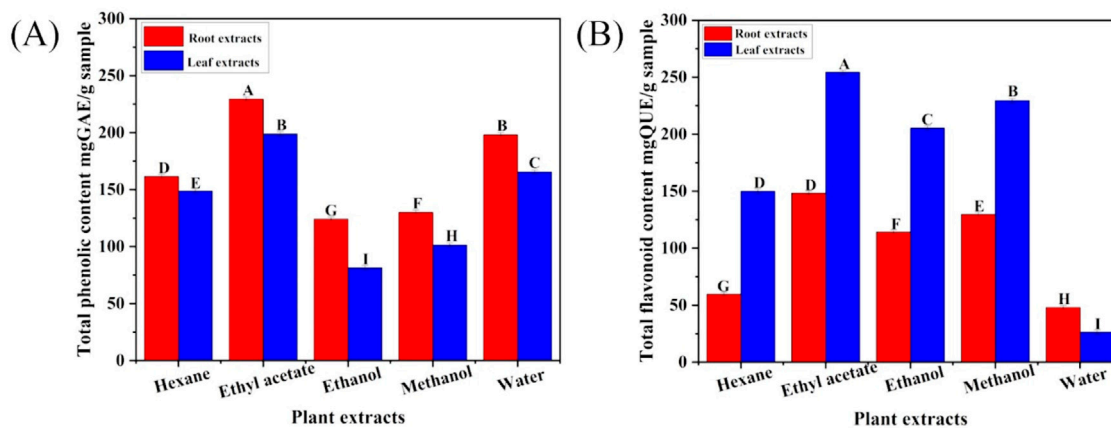 (A)
Total phenolic content mgGAE/g sample
300
250
200
150
100
50
0
Root extracts
Leaf extracts
D
E
A
B
G
I
F
H
B
C
Hexane
Ethyl acetate
Ethanol
Methanol
Water
Plant extracts
(B)
Total flavonoid content mgQUE/g sample
300
250
200
150
100
50
0
Root extracts
Leaf extracts
G
D
D
A
F
C
E
B
H
I
Hexane
Ethyl acetate
Ethanol
Methanol
Water
Plant extracts